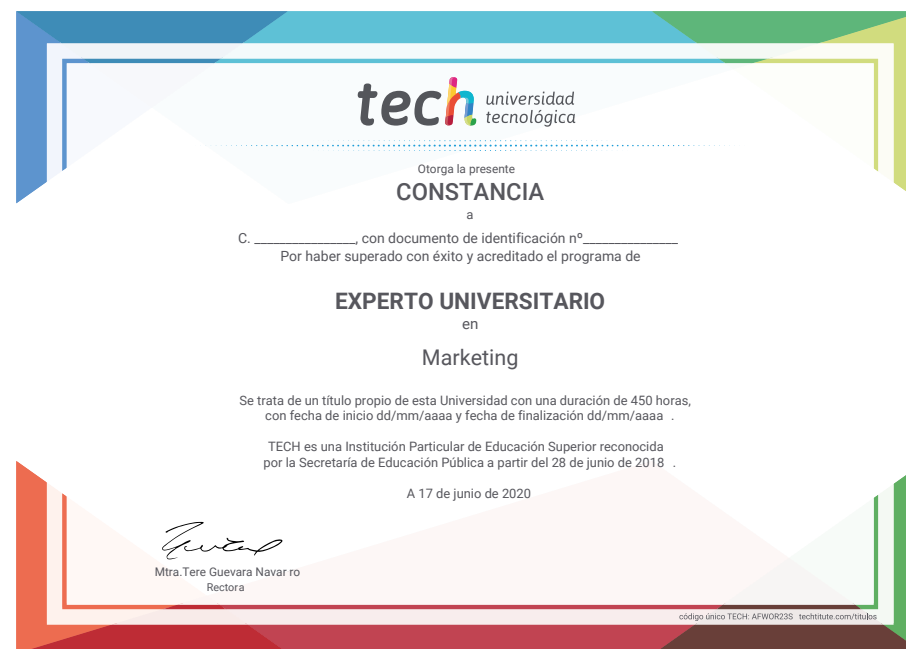 tech universidad
tecnológica
Otorga la presente
CONSTANCIA
a
C. ________________, con documento de identificación nº_______________
Por haber superado con éxito y acreditado el programa de
EXPERTO UNIVERSITARIO
en
Marketing
Se trata de un título propio de esta Universidad con una duración de 450 horas,
con fecha de inicio dd/mm/aaaa y fecha de finalización dd/mm/aaaa .
TECH es una Institución Particular de Educación Superior reconocida
por la Secretaría de Educación Pública a partir del 28 de junio de 2018 .
A 17 de junio de 2020
Mtra.Tere Guevara Navar ro
Rectora
código único TECH: AFWOR23S techtitute.com/titulos